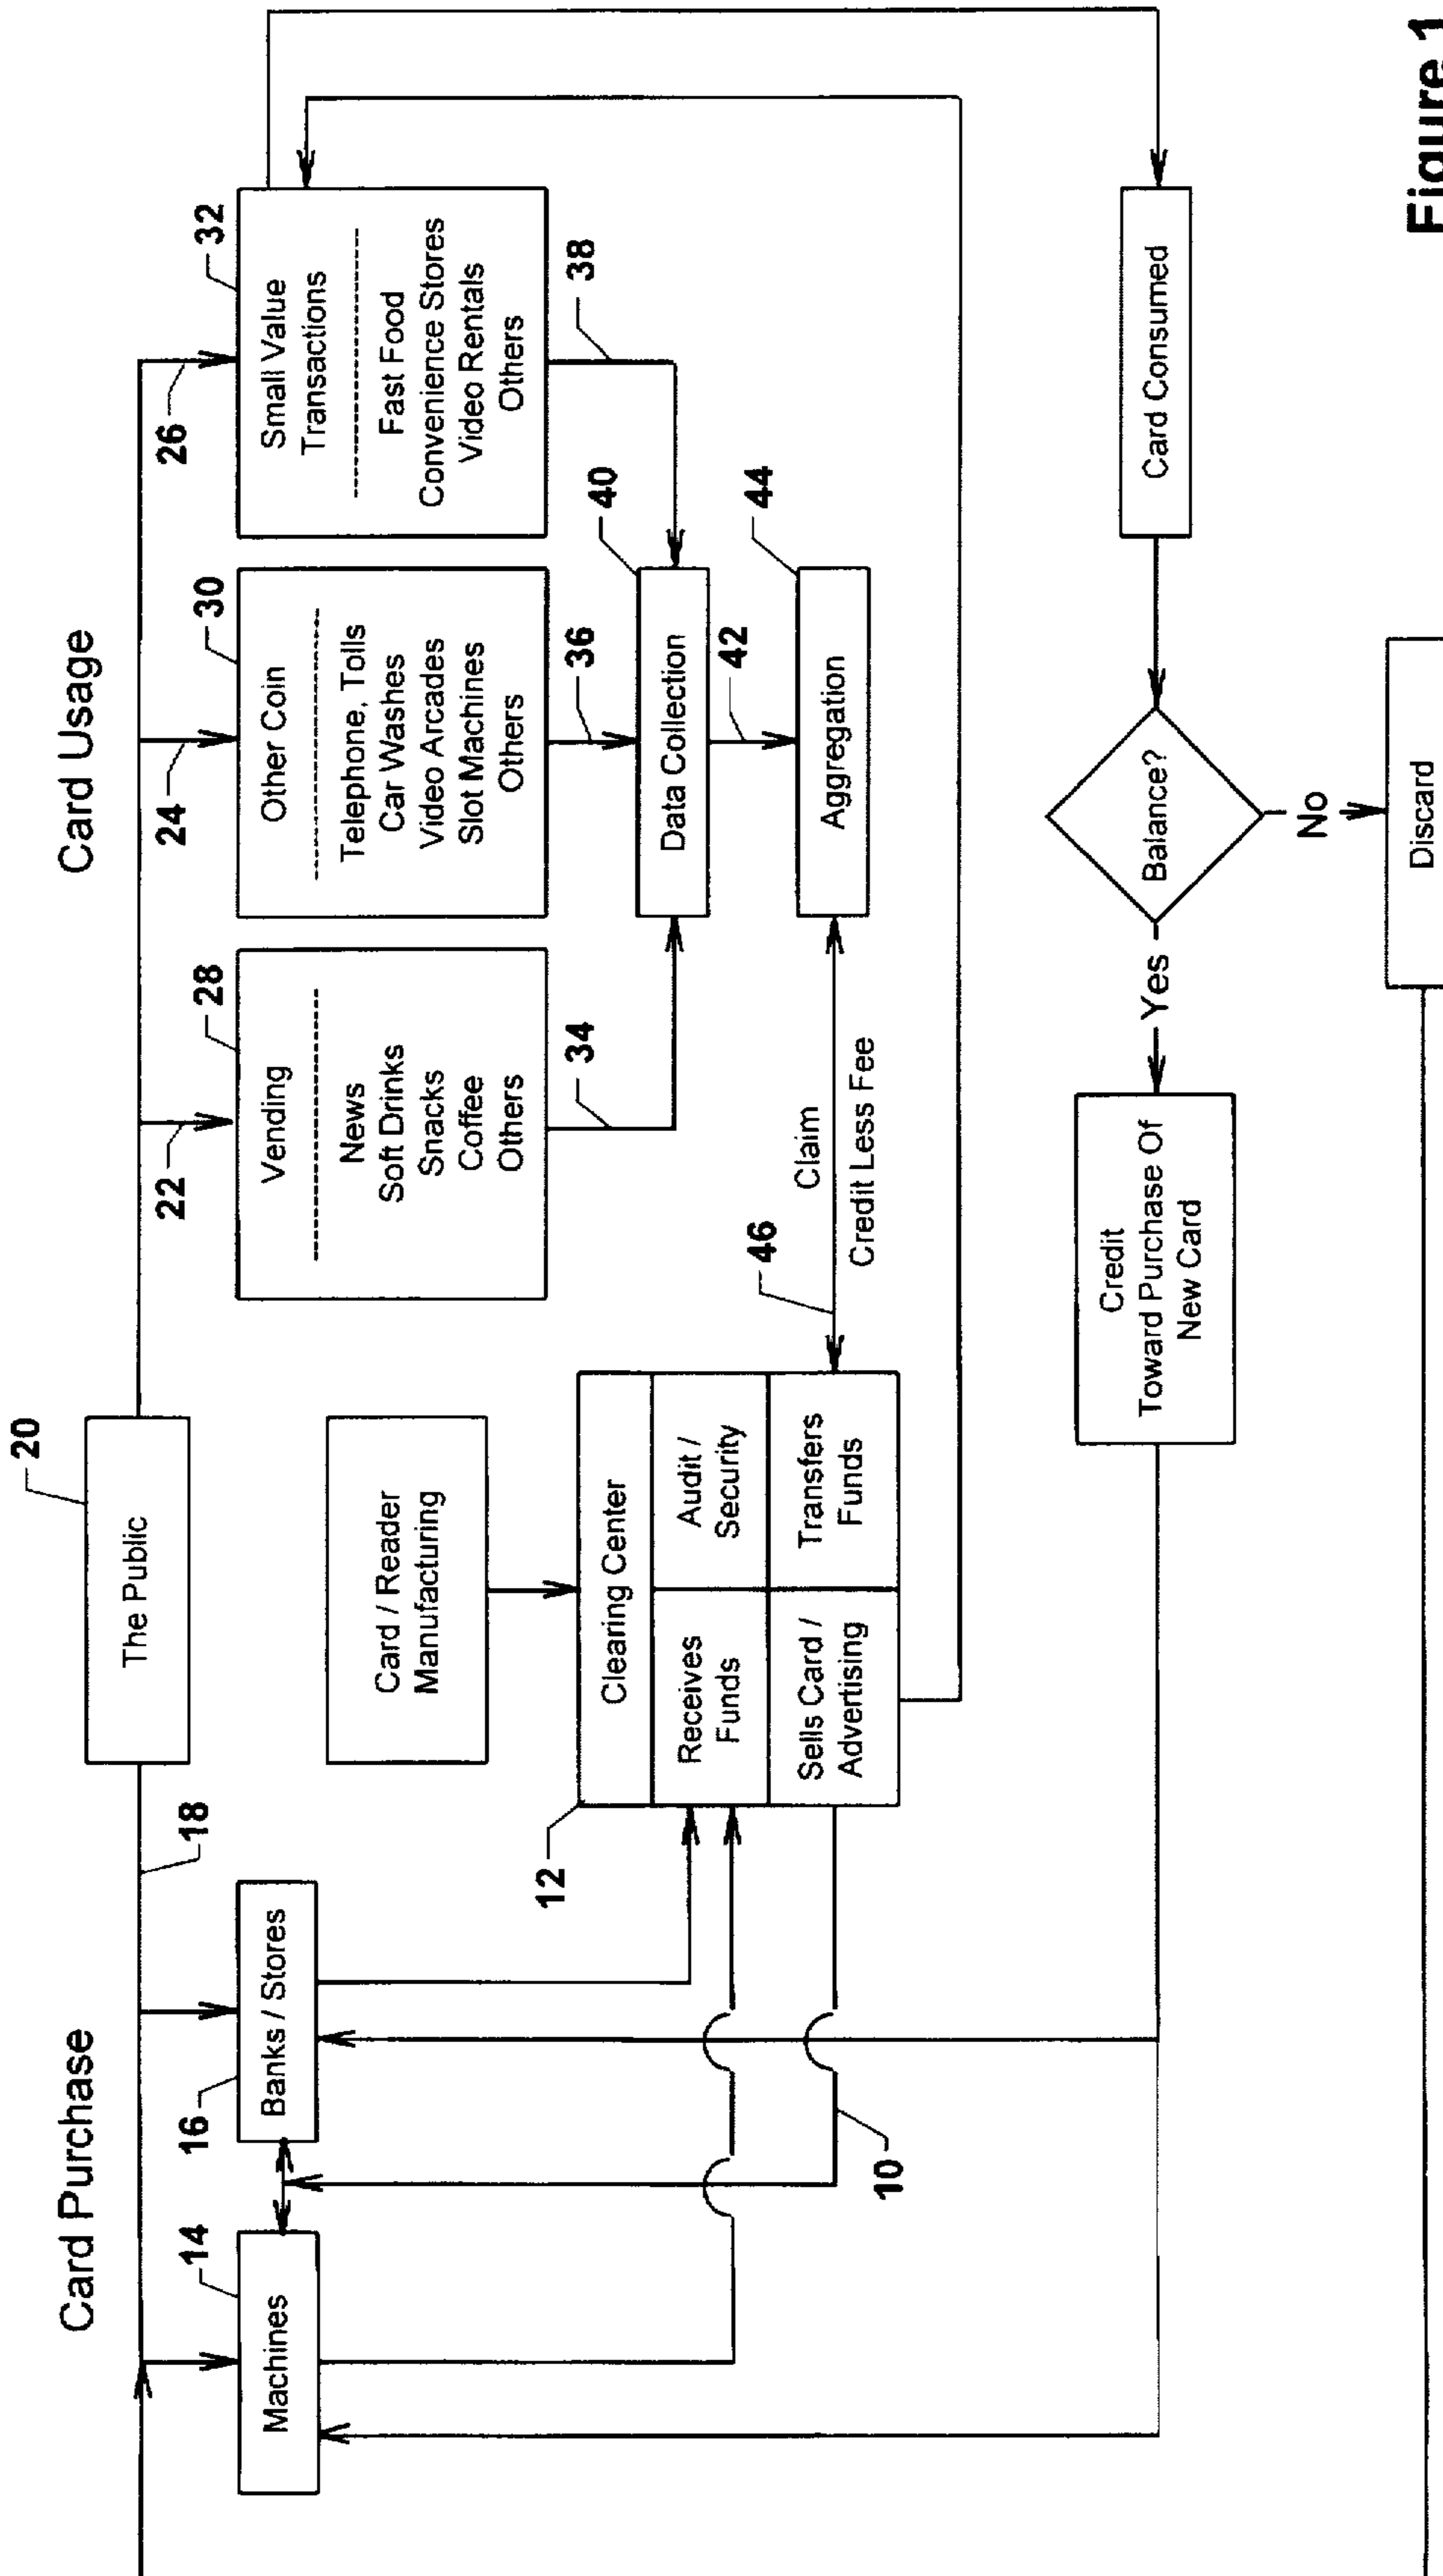 Card Purchase
Card Usage
20
The Public
18
22
24
26
14
Machines
16
Banks / Stores
Card / Reader
Manufacturing
28
Vending
News
Soft Drinks
Snacks
Coffee
Others
30
Other Coin
Telephone, Tolls
Car Washes
Video Arcades
Slot Machines
Others
32
Small Value
Transactions
Fast Food
Convenience Stores
Video Rentals
Others
34
36
38
12
Clearing Center
Receives
Funds
Audit /
Security
Sells Card /
Advertising
Transfers
Funds
40
Data Collection
42
44
Aggregation
46
Claim
Credit Less Fee
10
Credit
Toward Purchase Of
New Card
Yes
Balance?
Card Consumed
No
Discard
Figure 1